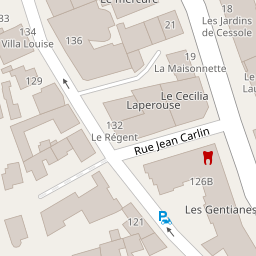 Le Mercure
134
Villa Louise
136
21
Les Jardins
de Cessole
19
La Maisonnette
129
Le Cecilia
Laperouse
Le
132
Le Régent
Rue Jean Carlin
126B
Les Gentianes
121
P